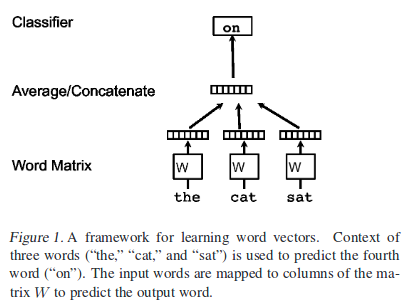 Classifier
on
Average/Concatenate
Word Matrix
W W W
the cat sat
Figure 1. A framework for learning word vectors. Context of
three words (“the,” “cat,” and “sat”) is used to predict the fourth
word (“on”). The input words are mapped to columns of the ma-
trix W to predict the output word.